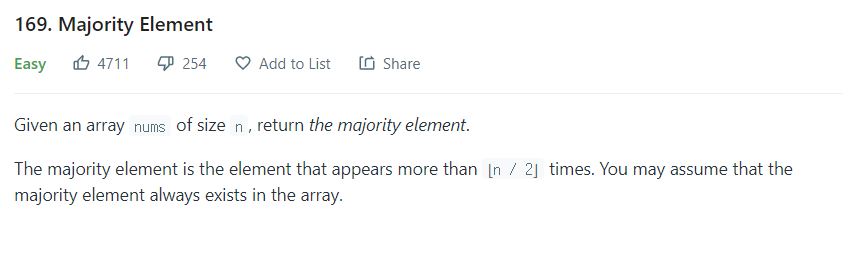 169. Majority Element
Easy 4711 254 Add to List Share
Given an array nums of size n, return the majority element.
The majority element is the element that appears more than ⌊n / 2⌋ times. You may assume that the
majority element always exists in the array.